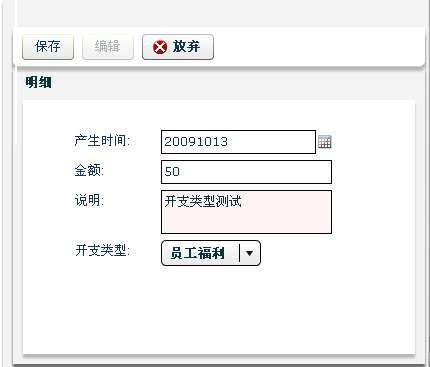 保存 编辑 放弃
明细
产生时间: 20091013
金额: 50
说明: 开支类型测试
开支类型: 员工福利